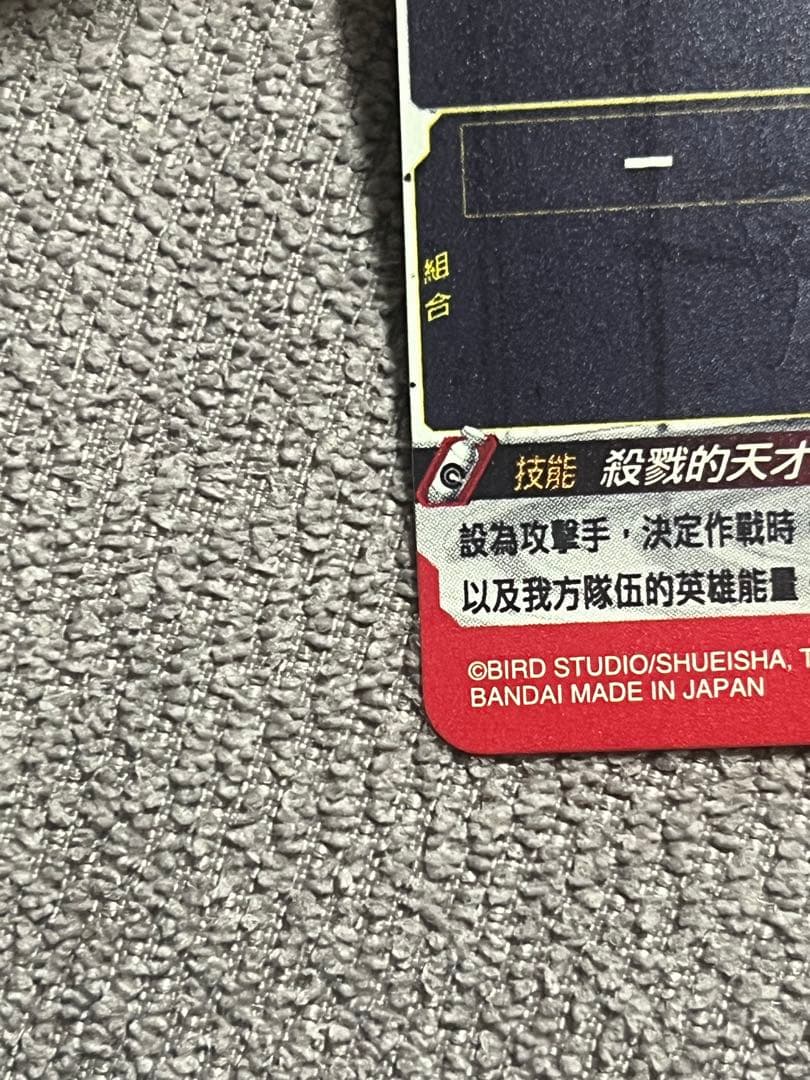 組合
技能 殺戮的天才
設為攻擊手,決定作戰時
以及我方隊伍的英雄能量
©BIRD STUDIO/SHUEISHA, T
BANDAI MADE IN JAPAN